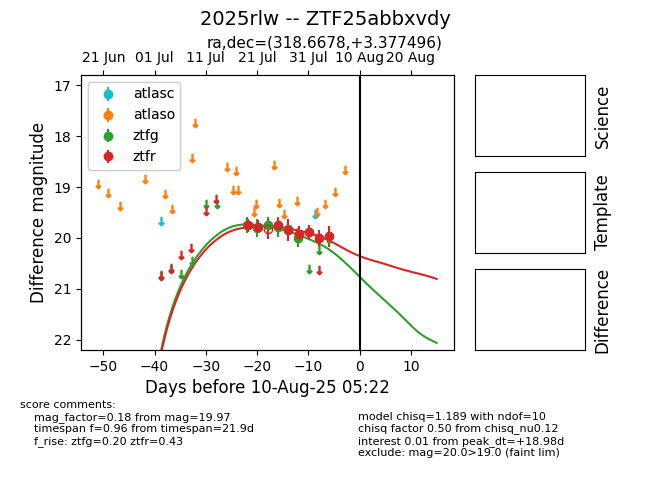 2025rlw -- ZTF25abbxvdy
ra,dec=(318.6678,+3.377496)
21 Jun 01 Jul 11 Jul 21 Jul 31 Jul 10 Aug 20 Aug
17
18
19
20
21
22
Difference magnitude
atlasc
atlaso
ztfg
ztfr
Science
Template
Difference
−50 −40 −30 −20 −10 0 10
Days before 10-Aug-25 05:22
score comments:
mag_factor=0.18 from mag=19.97
timespan f=0.96 from timespan=21.9d
f_rise: ztfg=0.20 ztfr=0.43
model chisq=1.189 with ndof=10
chisq factor 0.50 from chisq_nu0.12
interest 0.01 from peak_dt=+18.98d
exclude: mag=20.0>19.0 (faint lim)